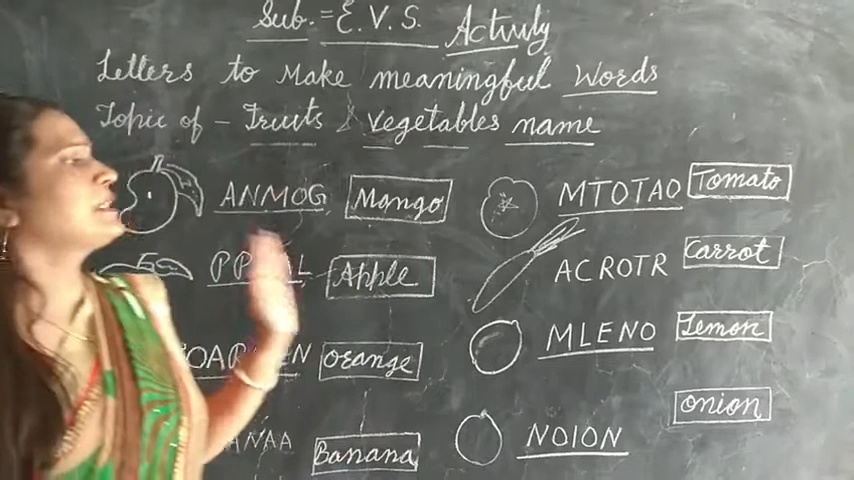 Sub. = E.V.S. Activity
Letters to Make meaningful Words
Topic of - Fruits & vegetables name
ANMOG Mango MTOTAO Tomato
Apple ACROTR Carrot
orange MLENO Lemon
Banana NOION onion